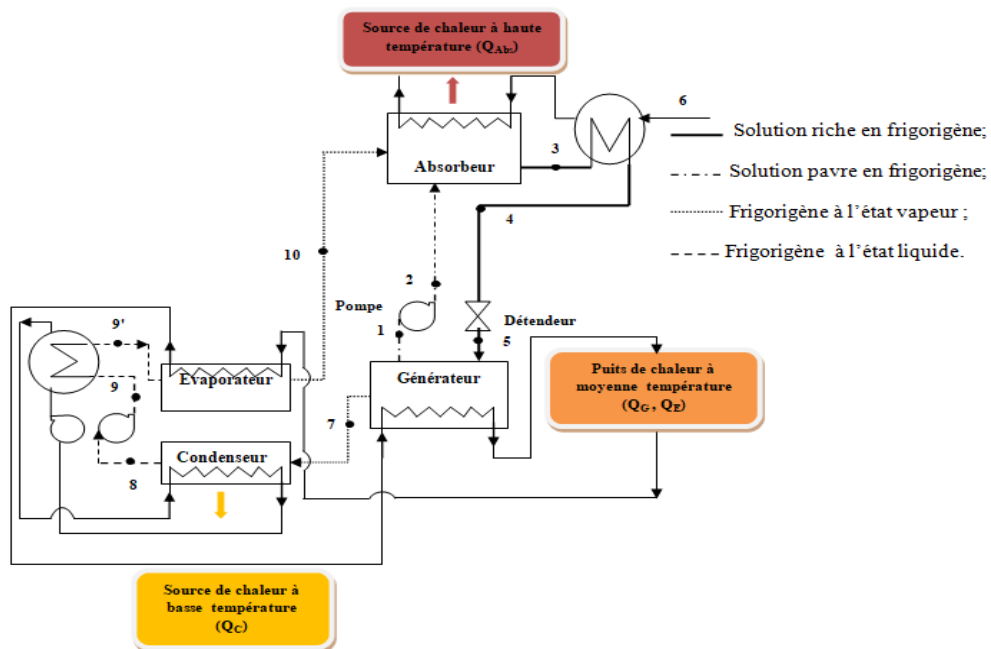 Source de chaleur à haute
température (QAbs)
6
Absorbeur
3
Solution riche en frigorigène;
Solution pavre en frigorigène;
Frigorigène à l'état vapeur ;
Frigorigène à l'état liquide.
4
10
2
Pompe
1
Détendeur
5
9'
Evaporateur
9
Générateur
Puits de chaleur à
moyenne température
(QG , QE)
7
Condenseur
8
Source de chaleur à
basse température
(QC)